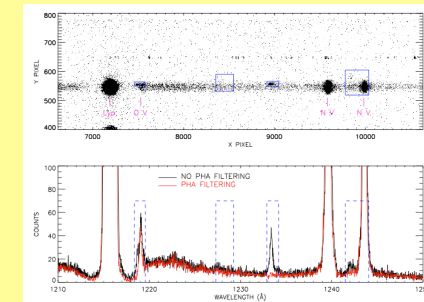 800
700
600
500
400
Y PIXEL
Lyα O V N V N V
7000 8000 9000 10000
X PIXEL
NO PHA FILTERING
PHA FILTERING
100
80
60
40
20
0
COUNTS
1210 1220 1230 1240
WAVELENGTH (Å)